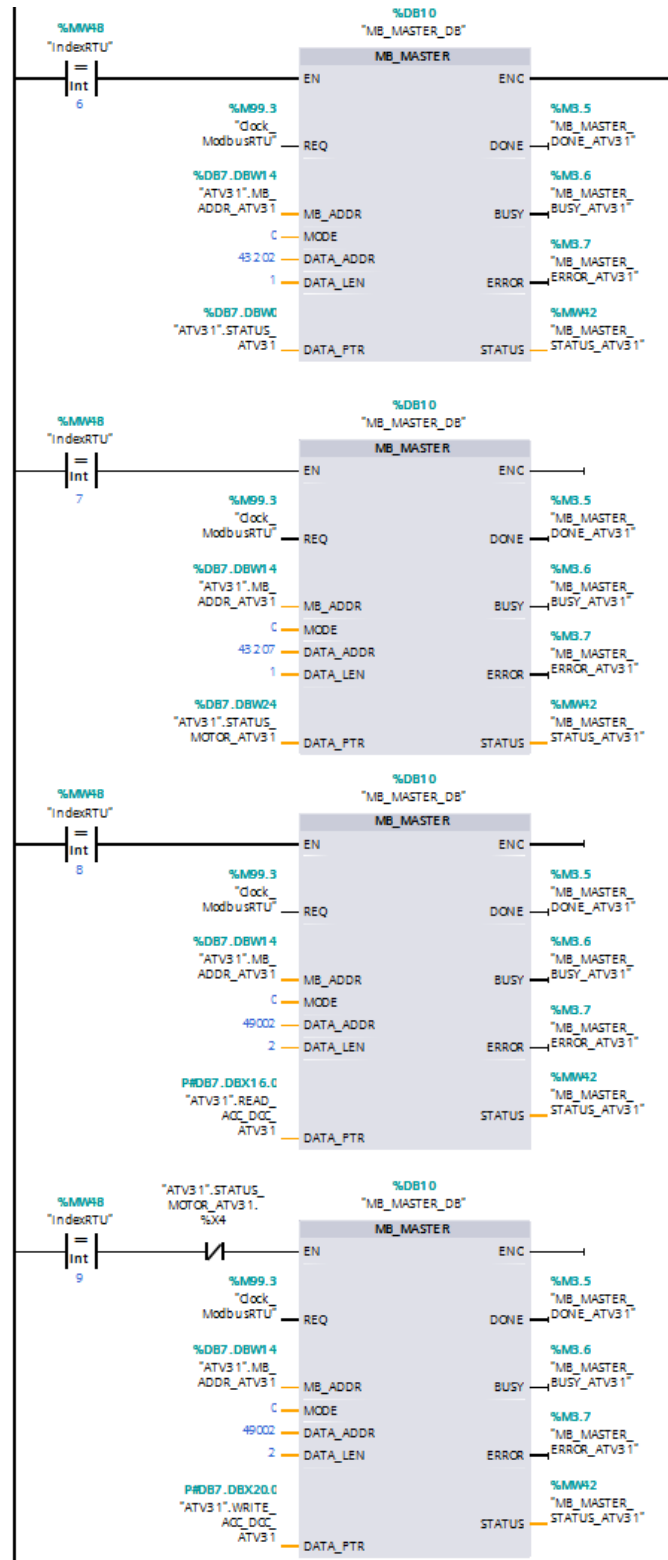 %DB10
%MW48 "MB_MASTER_DB"
"IndexRTU" MB_MASTER
== Int EN ENC
6
%M99.3 %M3.5
"Clock_ "MB_MASTER_
ModbusRTU" REQ DONE DONE_ATV31"
%DB7.DBW14 %M3.6
"ATV31".MB_ "MB_MASTER_
ADDR_ATV31 MB_ADDR BUSY BUSY_ATV31"
0 MODE %M3.7
43202 DATA_ADDR "MB_MASTER_
1 DATA_LEN ERROR ERROR_ATV31"
%DB7.DBW0 %MW42
"ATV31".STATUS_ "MB_MASTER_
ATV31 DATA_PTR STATUS STATUS_ATV31"
%DB10
%MW48 "MB_MASTER_DB"
"IndexRTU" MB_MASTER
== Int EN ENC
7
%M99.3 %M3.5
"Clock_ "MB_MASTER_
ModbusRTU" REQ DONE DONE_ATV31"
%DB7.DBW14 %M3.6
"ATV31".MB_ "MB_MASTER_
ADDR_ATV31 MB_ADDR BUSY BUSY_ATV31"
0 MODE %M3.7
43207 DATA_ADDR "MB_MASTER_
1 DATA_LEN ERROR ERROR_ATV31"
%DB7.DBW24 %MW42
"ATV31".STATUS_ "MB_MASTER_
MOTOR_ATV31 DATA_PTR STATUS STATUS_ATV31"
%DB10
%MW48 "MB_MASTER_DB"
"IndexRTU" MB_MASTER
== Int EN ENC
8
%M99.3 %M3.5
"Clock_ "MB_MASTER_
ModbusRTU" REQ DONE DONE_ATV31"
%DB7.DBW14 %M3.6
"ATV31".MB_ "MB_MASTER_
ADDR_ATV31 MB_ADDR BUSY BUSY_ATV31"
0 MODE %M3.7
49002 DATA_ADDR "MB_MASTER_
2 DATA_LEN ERROR ERROR_ATV31"
P#DB7.DBX16.0 %MW42
"ATV31".READ_ "MB_MASTER_
ACC_DCC_ STATUS STATUS_ATV31"
ATV31 DATA_PTR
"ATV31".STATUS_ %DB10
%MW48 MOTOR_ATV31. "MB_MASTER_DB"
"IndexRTU" %X4 MB_MASTER
== Int EN ENC
9
%M99.3 %M3.5
"Clock_ "MB_MASTER_
ModbusRTU" REQ DONE DONE_ATV31"
%DB7.DBW14 %M3.6
"ATV31".MB_ "MB_MASTER_
ADDR_ATV31 MB_ADDR BUSY BUSY_ATV31"
0 MODE %M3.7
49002 DATA_ADDR "MB_MASTER_
2 DATA_LEN ERROR ERROR_ATV31"
P#DB7.DBX20.0 %MW42
"ATV31".WRITE_ "MB_MASTER_
ACC_DCC_ STATUS STATUS_ATV31"
ATV31 DATA_PTR